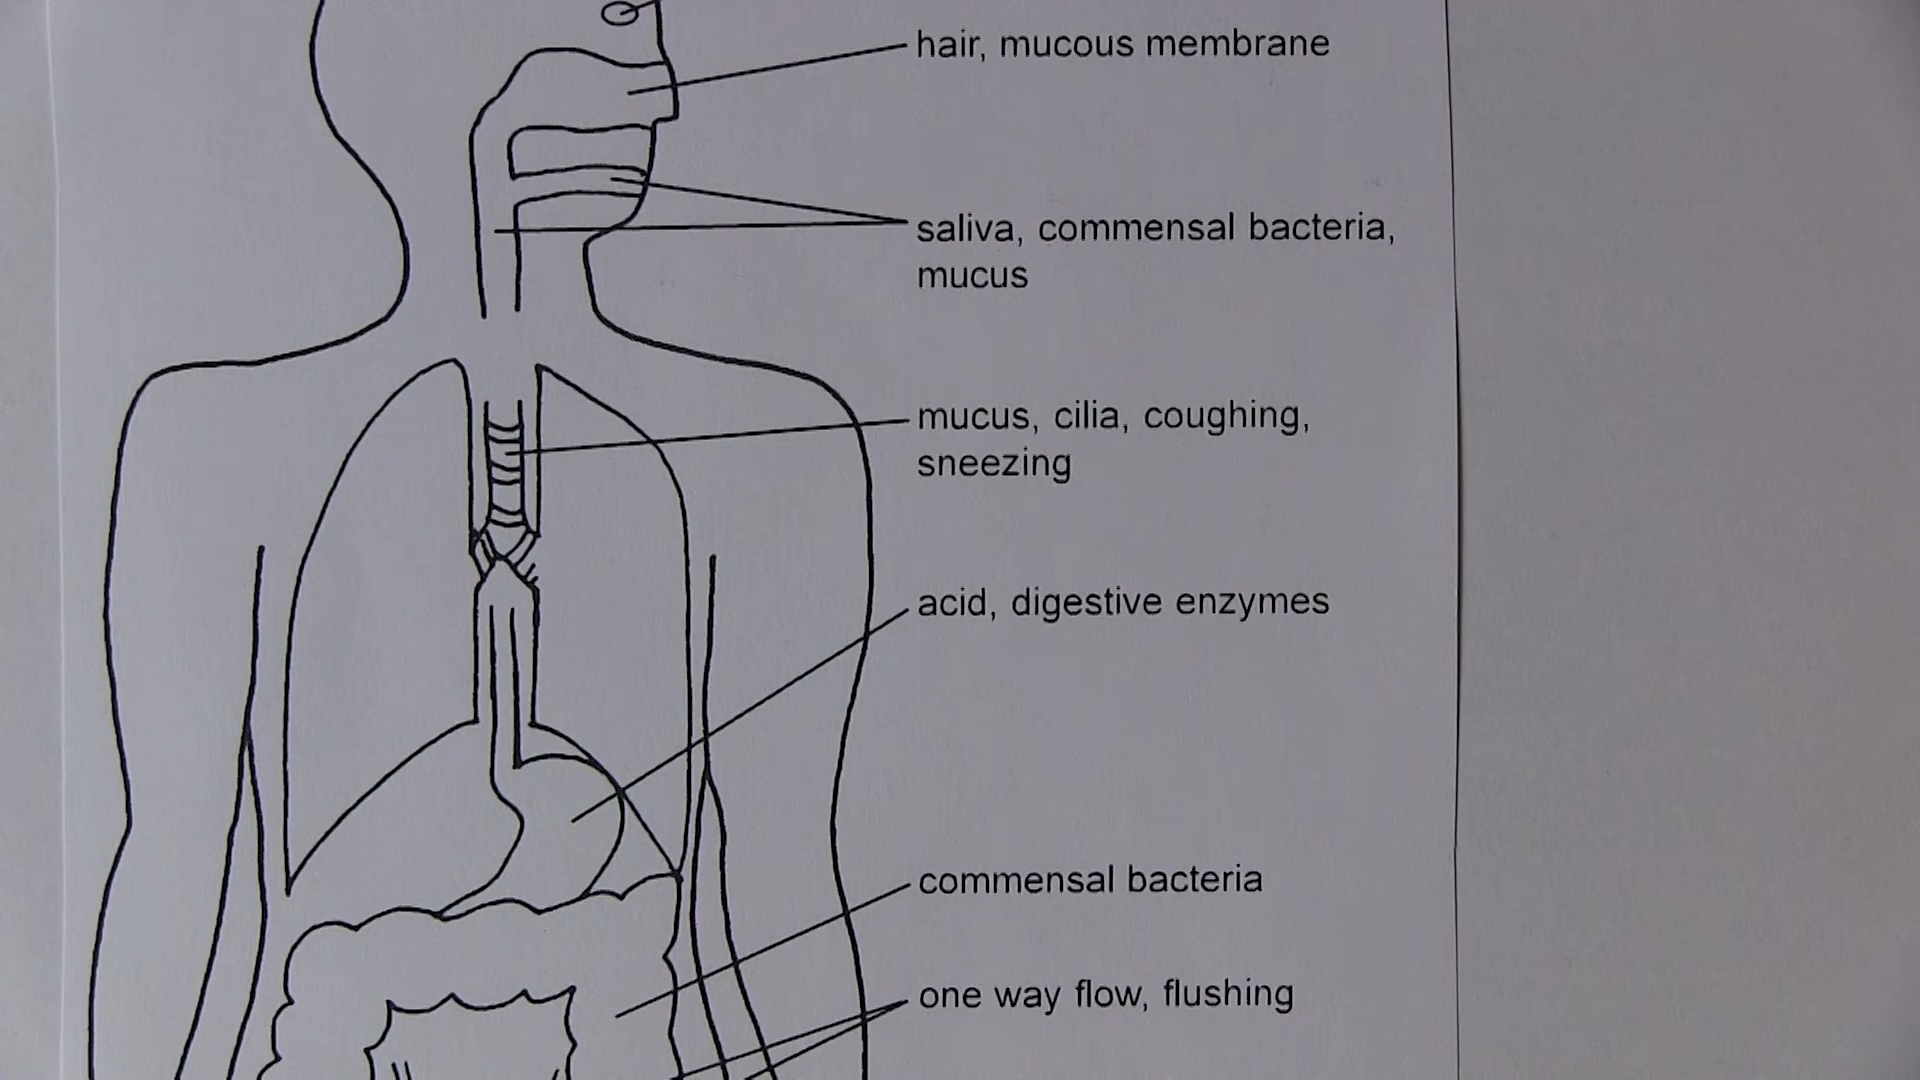 hair, mucous membrane
saliva, commensal bacteria,
mucus
mucus, cilia, coughing,
sneezing
acid, digestive enzymes
commensal bacteria
one way flow, flushing